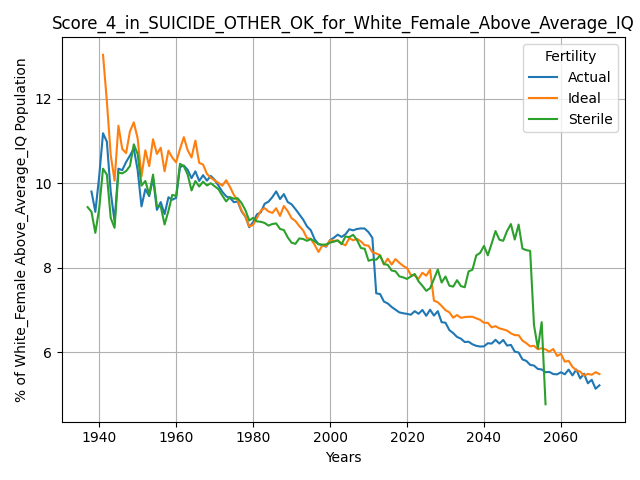 Score_4_in_SUICIDE_OTHER_OK_for_White_Female_Above_Average_IQ
% of White_Female Above_Average_IQ Population
12
10
8
6
Fertility
Actual
Ideal
Sterile
1940 1960 1980 2000 2020 2040 2060
Years